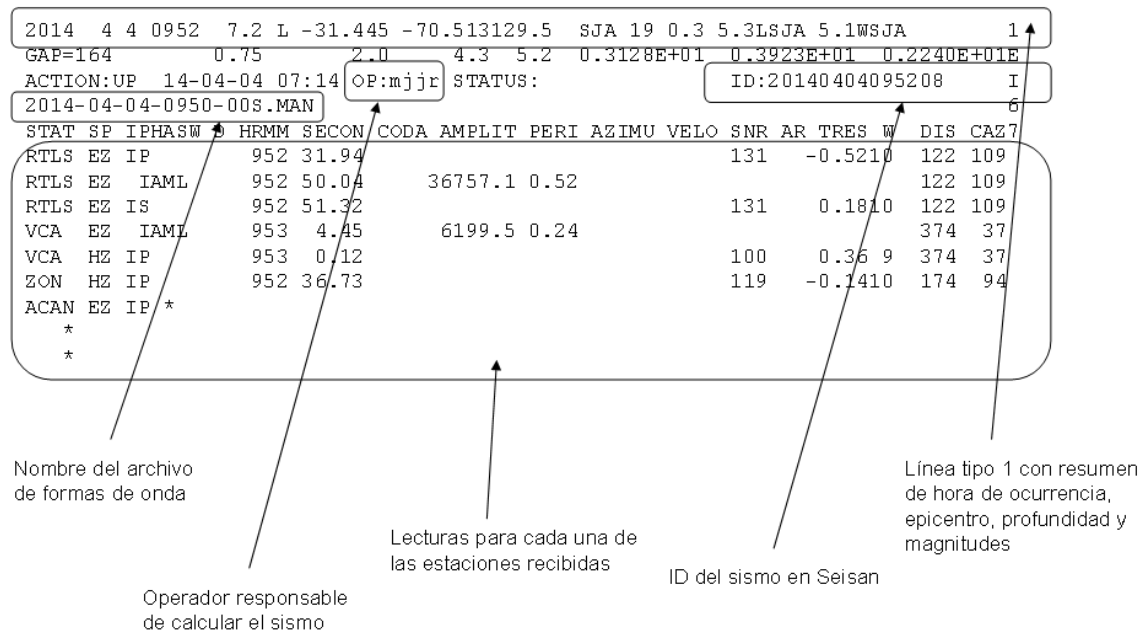 2014 4 4 0952 7.2 L -31.445 -70.513129.5 SJA 19 0.3 5.3LSJA 5.1WSJA 1
GAP=164 0.75 2.0 4.3 5.2 0.3128E+01 0.3923E+01 0.2240E+01E
ACTION:UP 14-04-04 07:14 OP:mjjr STATUS: ID:20140404095208 I
2014-04-04-0950-00S.MAN 6
STAT SP IPHASW D HRMM SECON CODA AMPLIT PERI AZIMU VELO SNR AR TRES W DIS CAZ7
RTLS EZ IP 952 31.94 131 -0.5210 122 109
RTLS EZ IAML 952 50.04 36757.1 0.52 122 109
RTLS EZ IS 952 51.32 131 0.1810 122 109
VCA EZ IAML 953 4.45 6199.5 0.24 374 37
VCA HZ IP 953 0.12 100 0.36 9 374 37
ZON HZ IP 952 36.73 119 -0.1410 174 94
ACAN EZ IP *
*
*
Nombre del archivo
de formas de onda
Operador responsable
de calcular el sismo
Lecturas para cada una de
las estaciones recibidas
ID del sismo en Seisan
Línea tipo 1 con resumen
de hora de ocurrencia,
epicentro, profundidad y
magnitudes